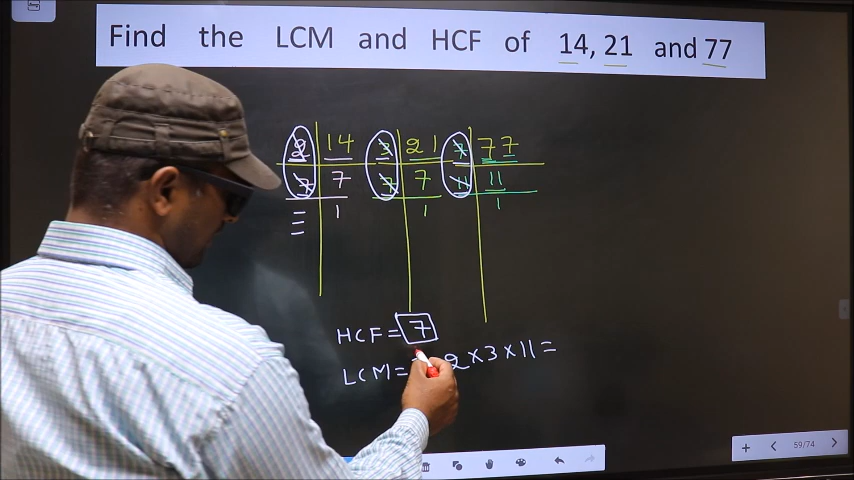 Find the LCM and HCF of 14, 21 and 77
2 14 3 21 7 77
7 7 7 7 11 11
1 1 1
HCF = 7
LCM = 2 × 3 × 11 =
59/74